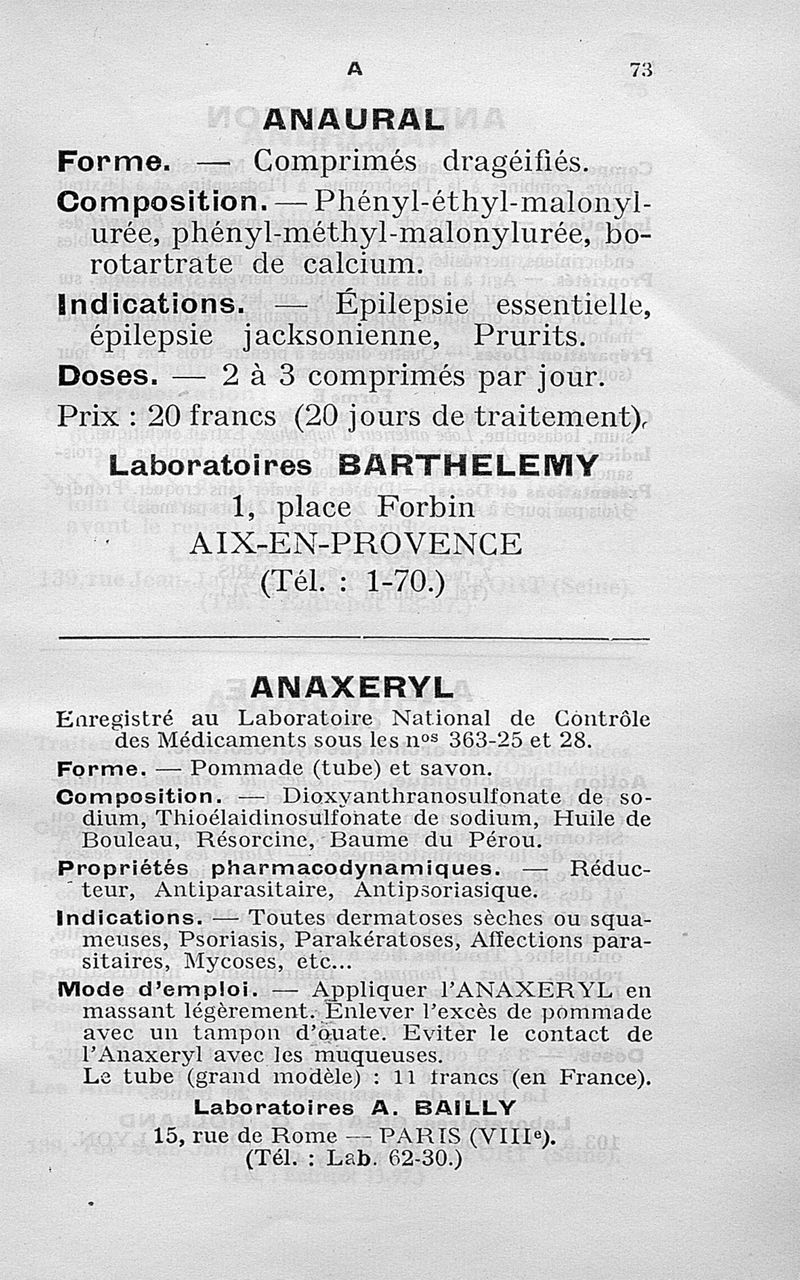 A 73
ANAURAL
Forme. — Comprimés dragéifiés.
Composition. — Phényl-éthyl-malonyl-
urée, phényl-méthyl-malonylurée, bo-
rotartrate de calcium.
Indications. — Épilepsie essentielle,
épilepsie jacksonienne, Prurits.
Doses. — 2 à 3 comprimés par jour.
Prix : 20 francs (20 jours de traitement).
Laboratoires BARTHELEMY
1, place Forbin
AIX-EN-PROVENCE
(Tél. : 1-70.)
ANAXERYL
Enregistré au Laboratoire National de Contrôle
des Médicaments sous les nos 363-25 et 28.
Forme. — Pommade (tube) et savon.
Composition. — Dioxyanthranosulfonate de so-
dium, Thioélaidinosulfonate de sodium, Huile de
Bouleau, Résorcine, Baume du Pérou.
Propriétés pharmacodynamiques. — Réduc-
teur, Antiparasitaire, Antipsoriasique.
Indications. — Toutes dermatoses sèches ou squa-
meuses, Psoriasis, Parakératoses, Affections para-
sitaires, Mycoses, etc...
Mode d'emploi. — Appliquer l'ANAXERYL en
massant légèrement. Enlever l'excès de pommade
avec un tampon d'ouate. Eviter le contact de
l'Anaxeryl avec les muqueuses.
Le tube (grand modèle) : 11 francs (en France).
Laboratoires A. BAILLY
15, rue de Rome — PARIS (VIIIe).
(Tél. : Lab. 62-30.)